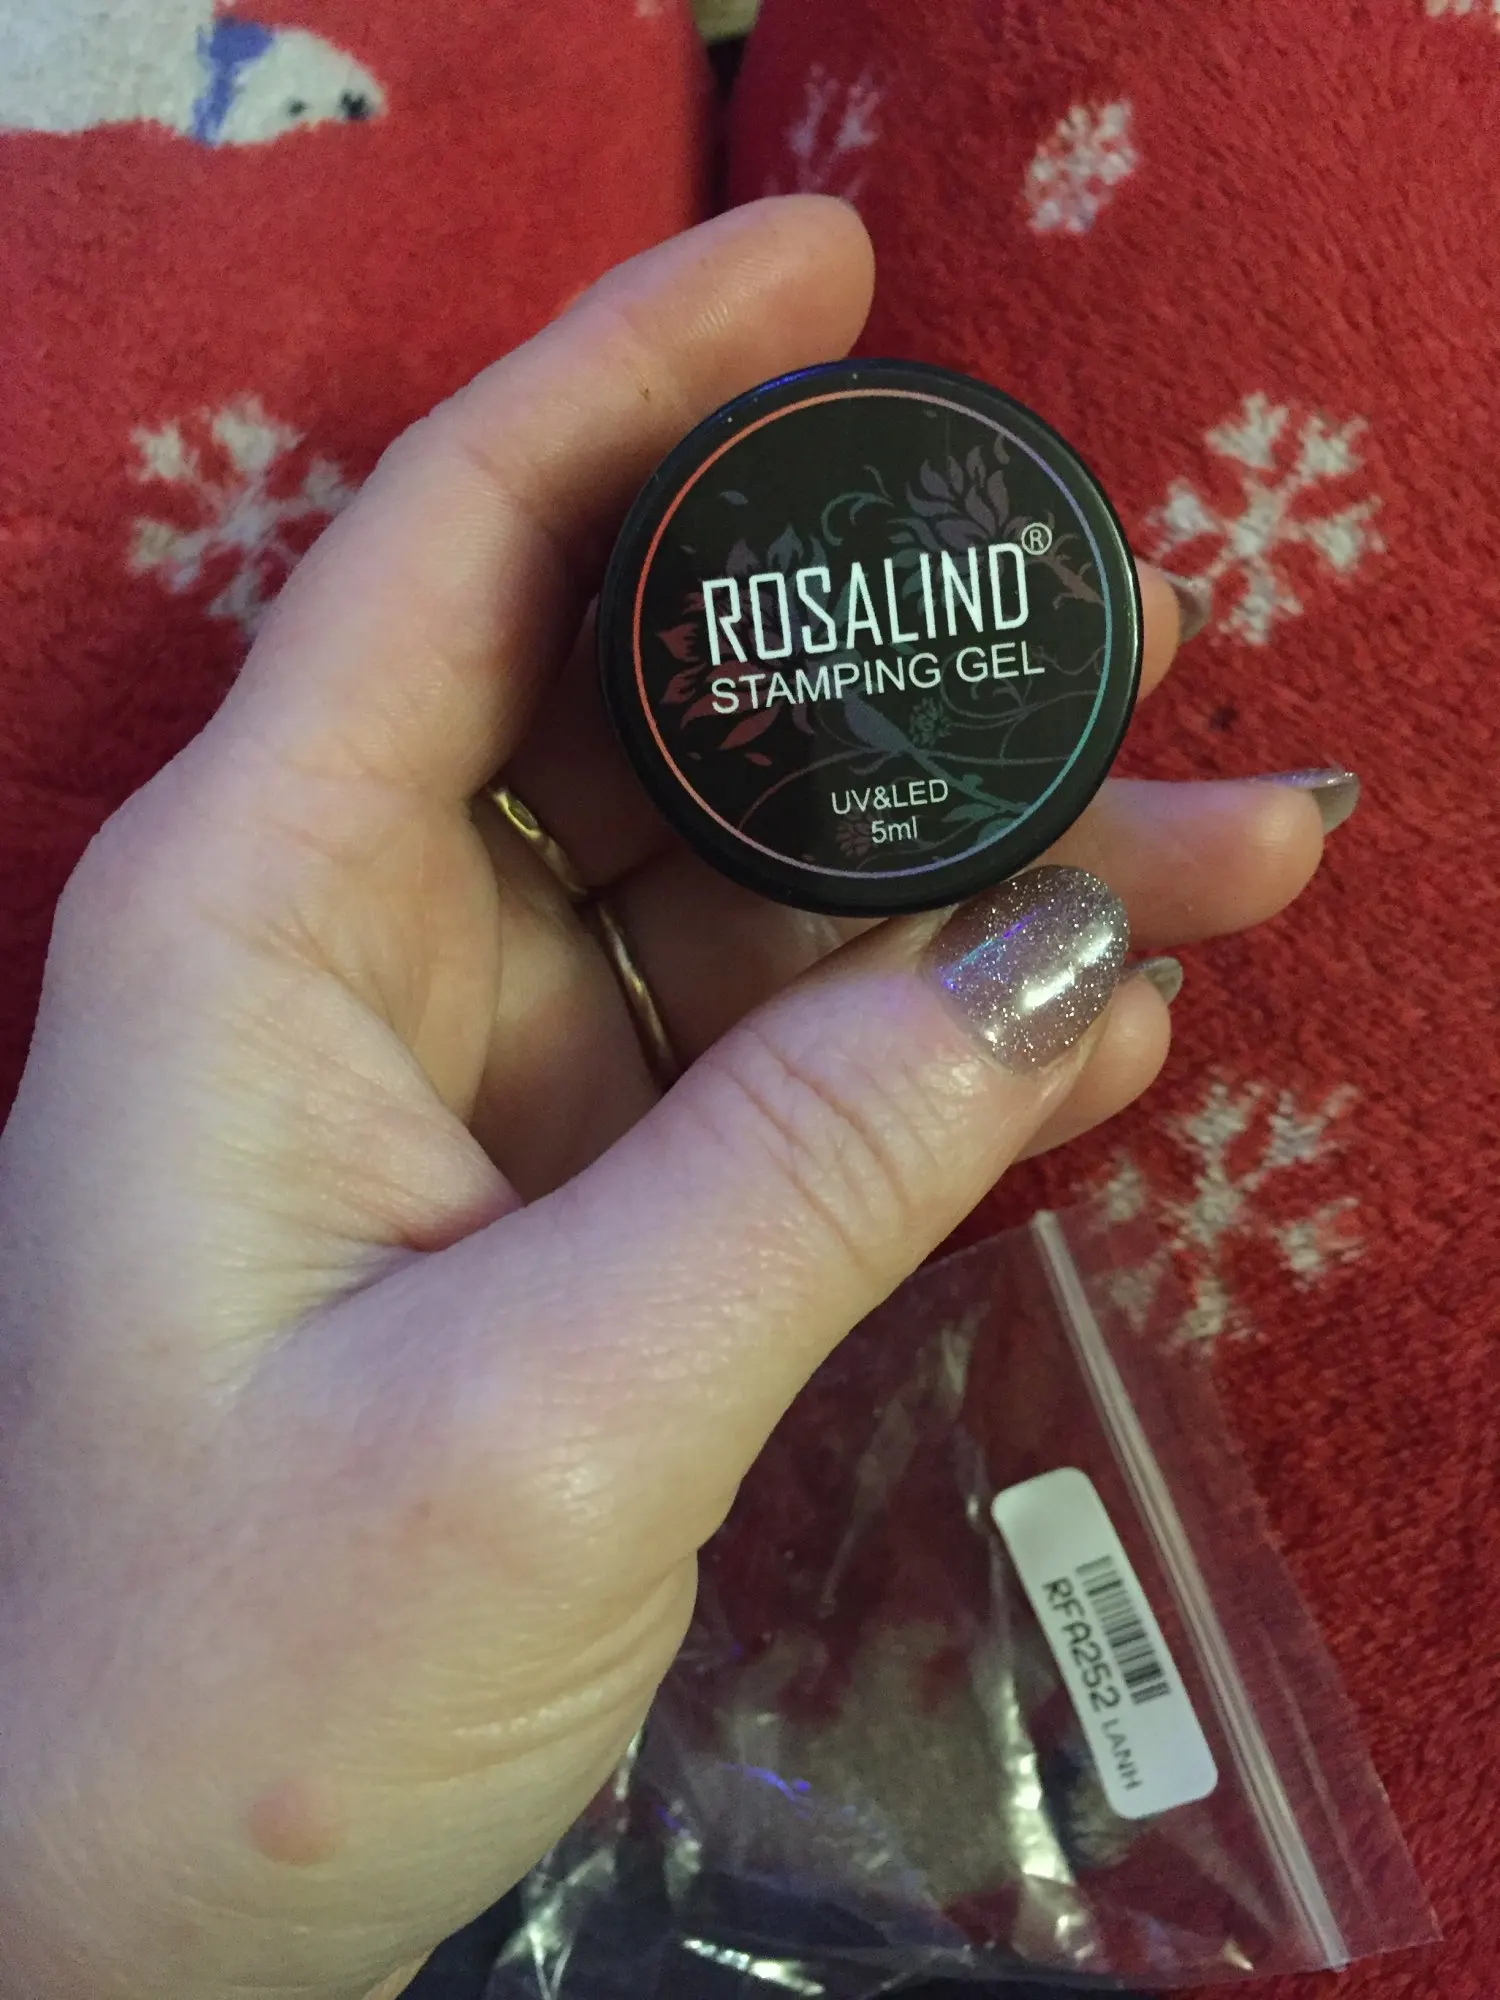 ROSALIND®
STAMPING GEL
UV&LED
5ml
RFA252 LANH